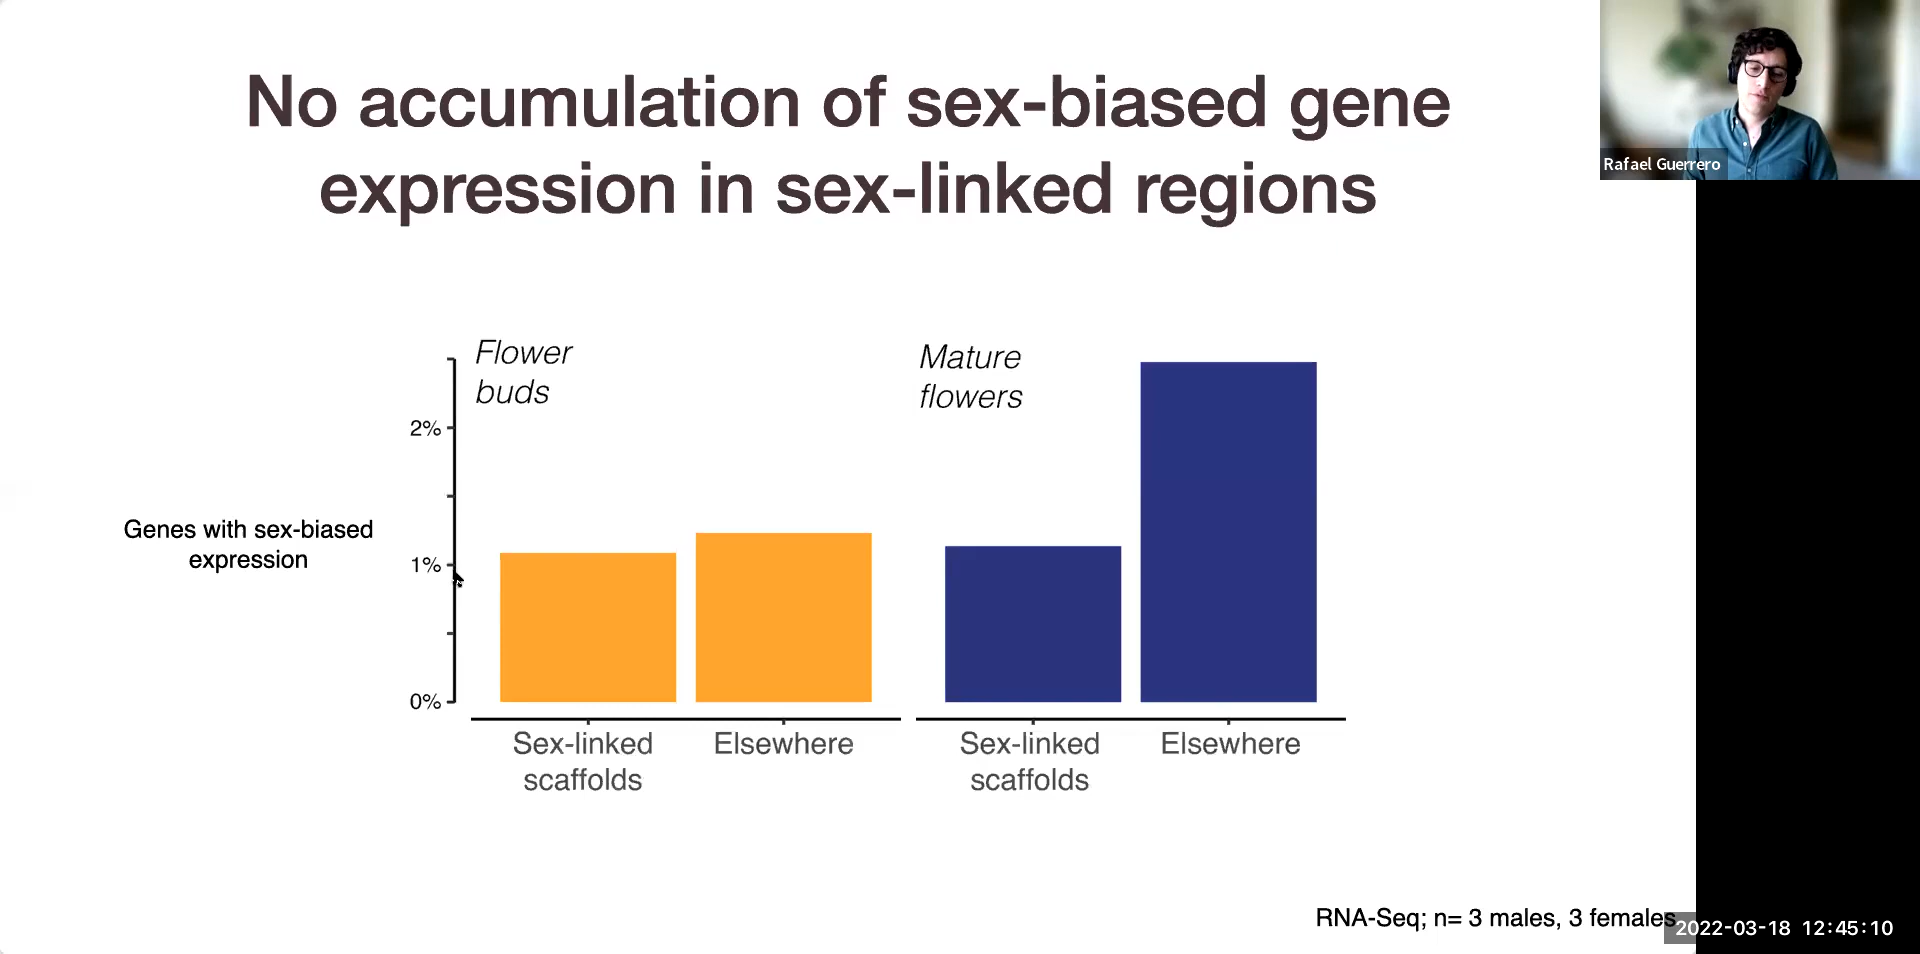 No accumulation of sex-biased gene
expression in sex-linked regions
Rafael Guerrero
Flower
buds
Mature
flowers
2%
Genes with sex-biased
expression
1%
0%
Sex-linked
scaffolds
Elsewhere
Sex-linked
scaffolds
Elsewhere
RNA-Seq; n= 3 males, 3 females
2022-03-18 12:45:10